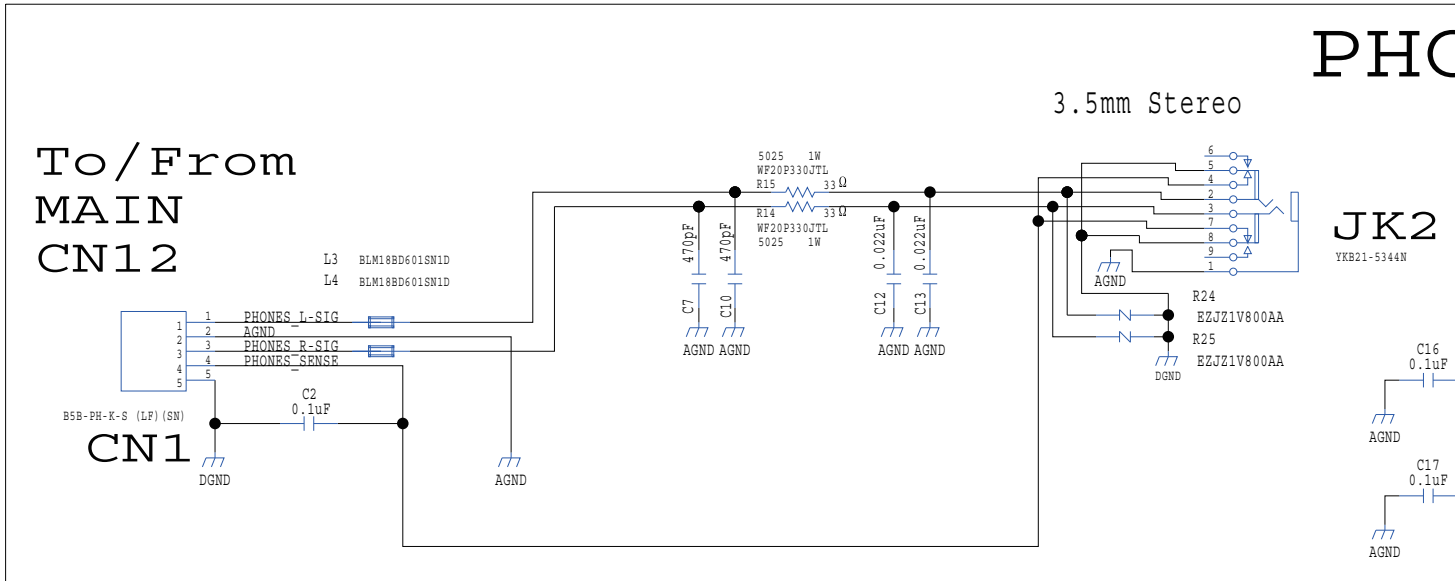 PHO
3.5mm Stereo
To/From
MAIN
CN12
5025 1W
WF20P330JTL
R15 33Ω
R14 33Ω
WF20P330JTL
5025 1W
470pF
470pF
0.022uF
0.022uF
C7
C10
C12
C13
AGND
AGND
AGND
AGND
6
5
4
2
3
7
8
9
1
JK2
YKB21-5344N
AGND
R24
EZJZ1V800AA
R25
EZJZ1V800AA
DGND
L3 BLM18BD601SN1D
L4 BLM18BD601SN1D
1 1 PHONES_L-SIG
2 2 AGND
3 3 PHONES_R-SIG
4 4 PHONES_SENSE
5 5
B5B-PH-K-S (LF)(SN)
CN1
C2
0.1uF
DGND
AGND
C16
0.1uF
AGND
C17
0.1uF
AGND